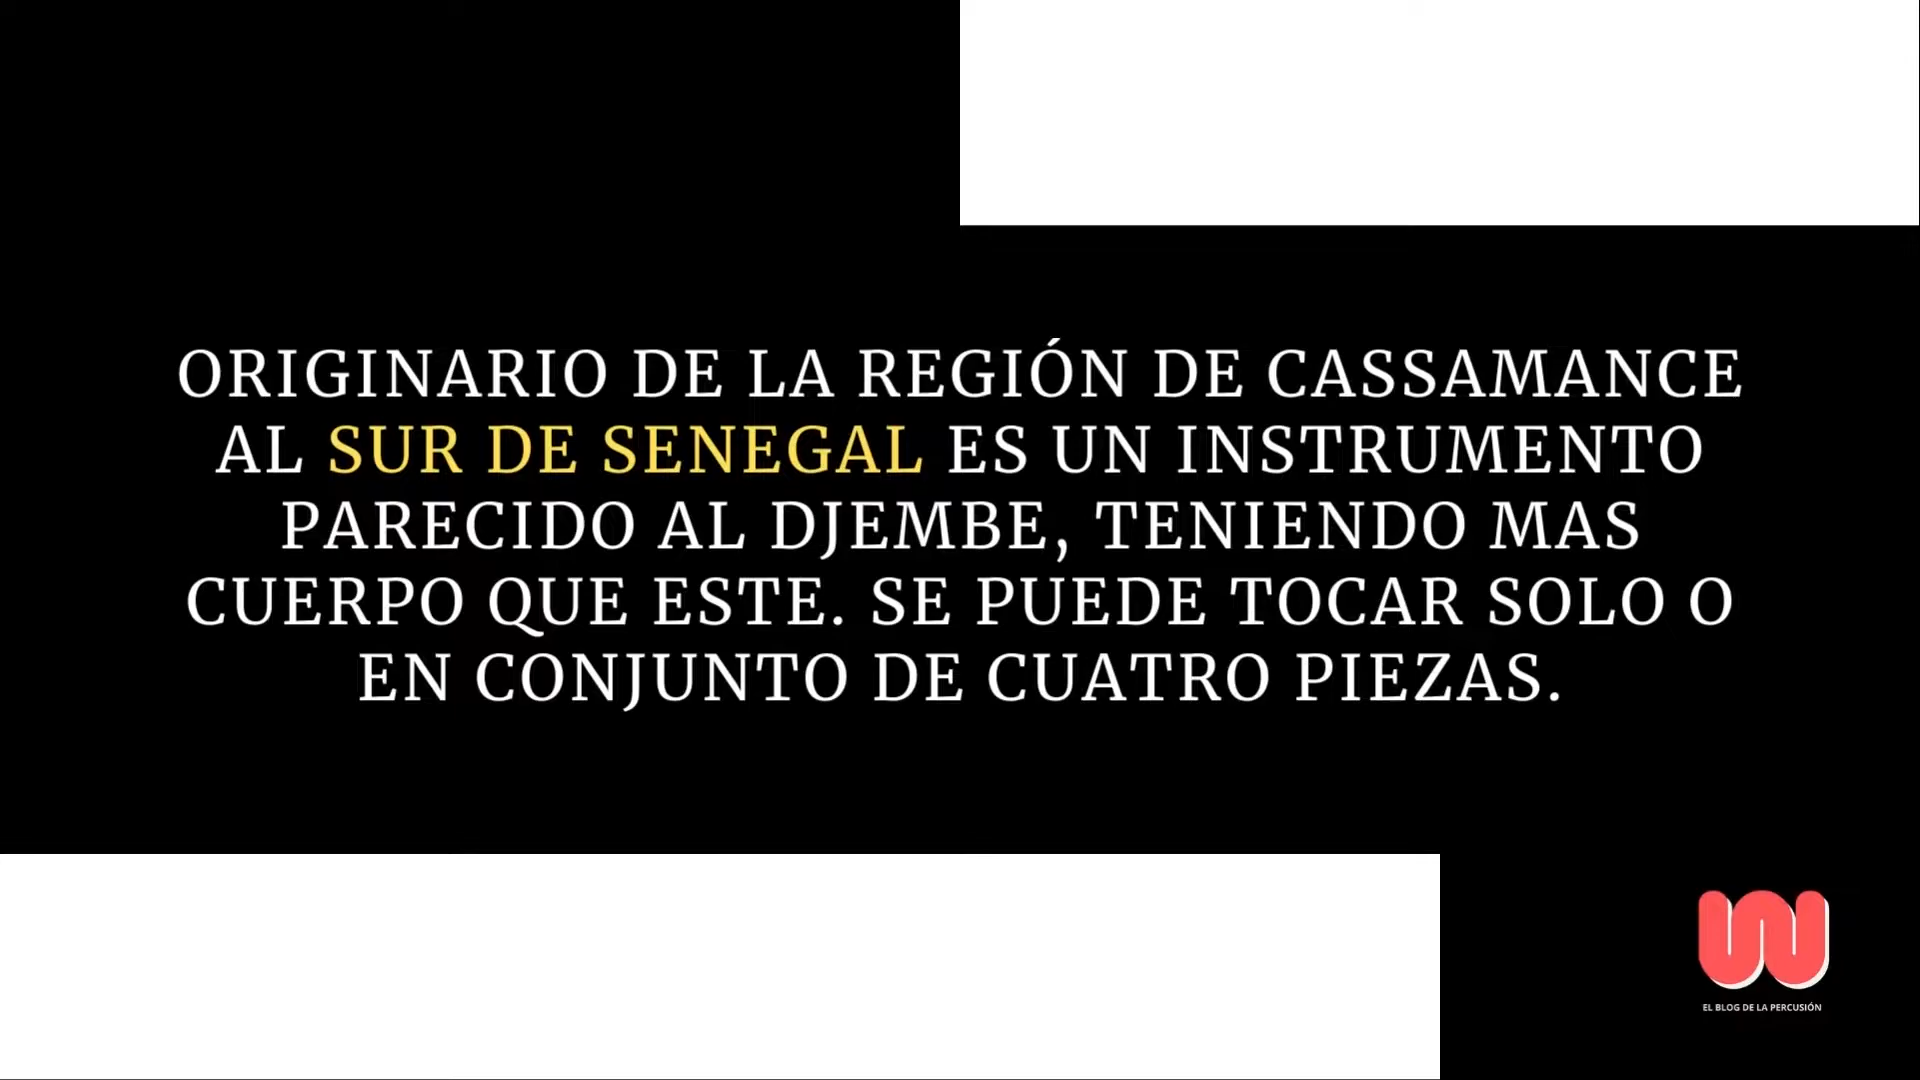 ORIGINARIO DE LA REGIÓN DE CASSAMANCE
AL SUR DE SENEGAL ES UN INSTRUMENTO
PARECIDO AL DJEMBE, TENIENDO MAS
CUERPO QUE ESTE. SE PUEDE TOCAR SOLO O
EN CONJUNTO DE CUATRO PIEZAS.
EL BLOG DE LA PERCUSIÓN